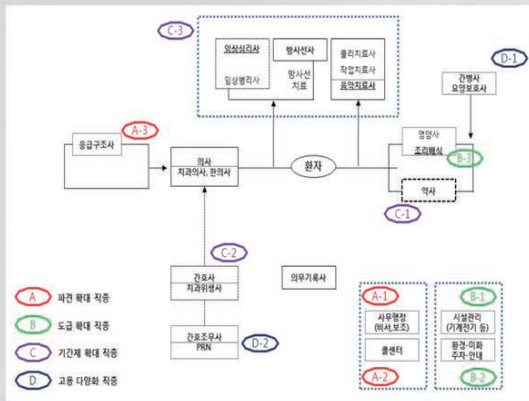 C-3
임상심리사
임상병리사
방사선사
방사선
치료
물리치료사
작업치료사
음악치료사
D-1
간병사
요양보호사
A-3
응급구조사
의사
치과의사, 한의사
환자
영양사
조리배식
B-3
약사
C-1
C-2
간호사
치과위생사
의무기록사
간호조무사
PRN
D-2
A 파견 확대 직종
B 도급 확대 직종
C 기간제 확대 직종
D 고용 다양화 직종
A-1
사무행정
(비서,보조)
콜센터
A-2
B-1
시설관리
(기계전기 등)
환경·미화
주차·안내
B-2